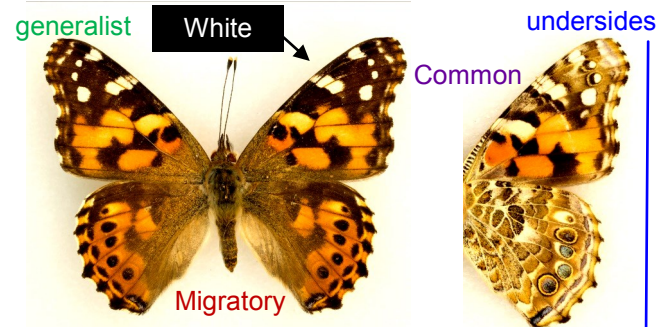 generalist
White
undersides
Common
Migratory